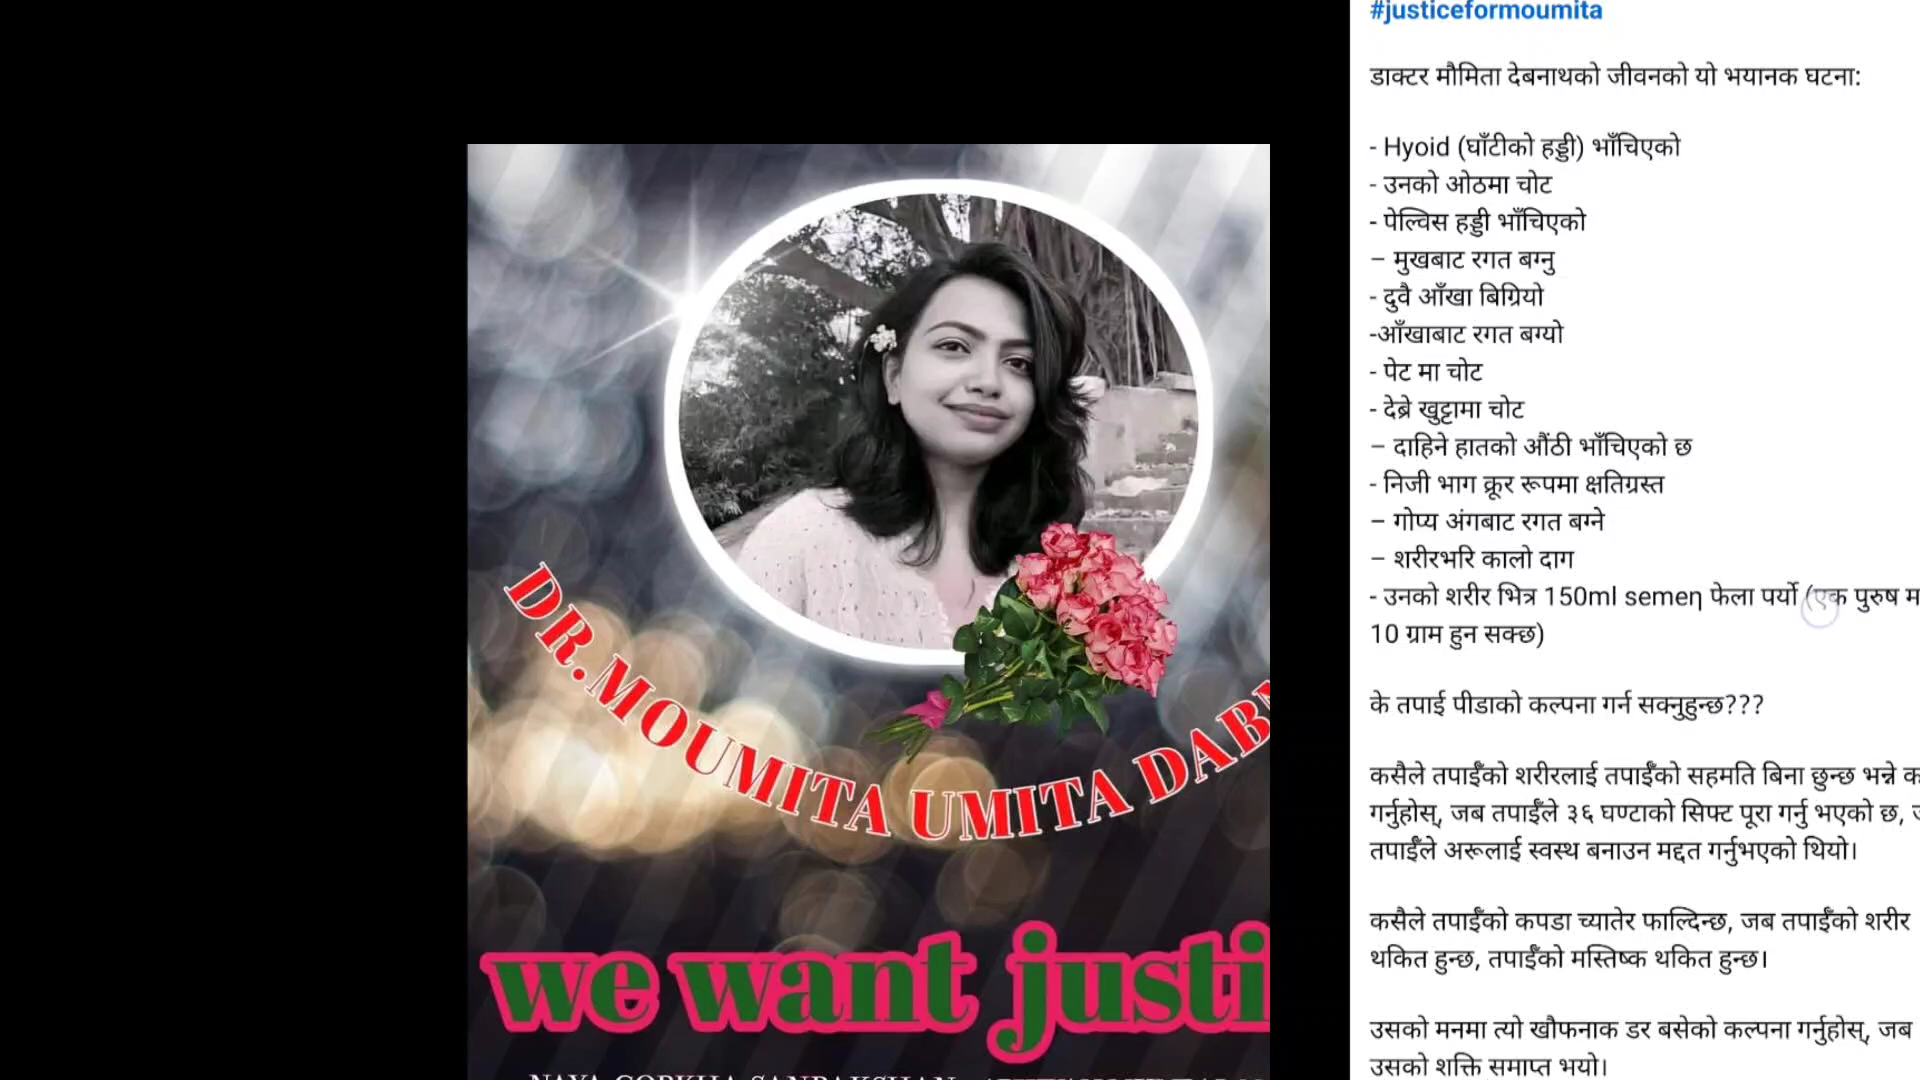 DR.MOUMITA UMITA DAB
we want justi
#justiceformoumita
डाक्टर मौमिता देबनाथको जीवनको यो भयानक घटना:
- Hyoid (घाँटीको हड्डी) भाँचिएको
- उनको ओठमा चोट
- पेल्विस हड्डी भाँचिएको
– मुखबाट रगत बग्नु
- दुवै आँखा बिग्रियो
-आँखाबाट रगत बग्यो
- पेट मा चोट
- देब्रे खुट्टामा चोट
– दाहिने हातको औंठी भाँचिएको छ
- निजी भाग क्रूर रूपमा क्षतिग्रस्त
– गोप्य अंगबाट रगत बग्ने
– शरीरभरि कालो दाग
- उनको शरीर भित्र 150ml semeη फेला पर्यो (एक पुरुष म
10 ग्राम हुन सक्छ)
के तपाई पीडाको कल्पना गर्न सक्नुहुन्छ???
कसैले तपाईँको शरीरलाई तपाईँको सहमति बिना छुन्छ भन्ने क
गर्नुहोस्, जब तपाईँले ३६ घण्टाको सिफ्ट पूरा गर्नु भएको छ,
तपाईँले अरूलाई स्वस्थ बनाउन मद्दत गर्नुभएको थियो।
कसैले तपाईँको कपडा च्यातेर फाल्दिन्छ, जब तपाईँको शरीर
थकित हुन्छ, तपाईँको मस्तिष्क थकित हुन्छ।
उसको मनमा त्यो खौफनाक डर बसेको कल्पना गर्नुहोस्, जब
उसको शक्ति समाप्त भयो।